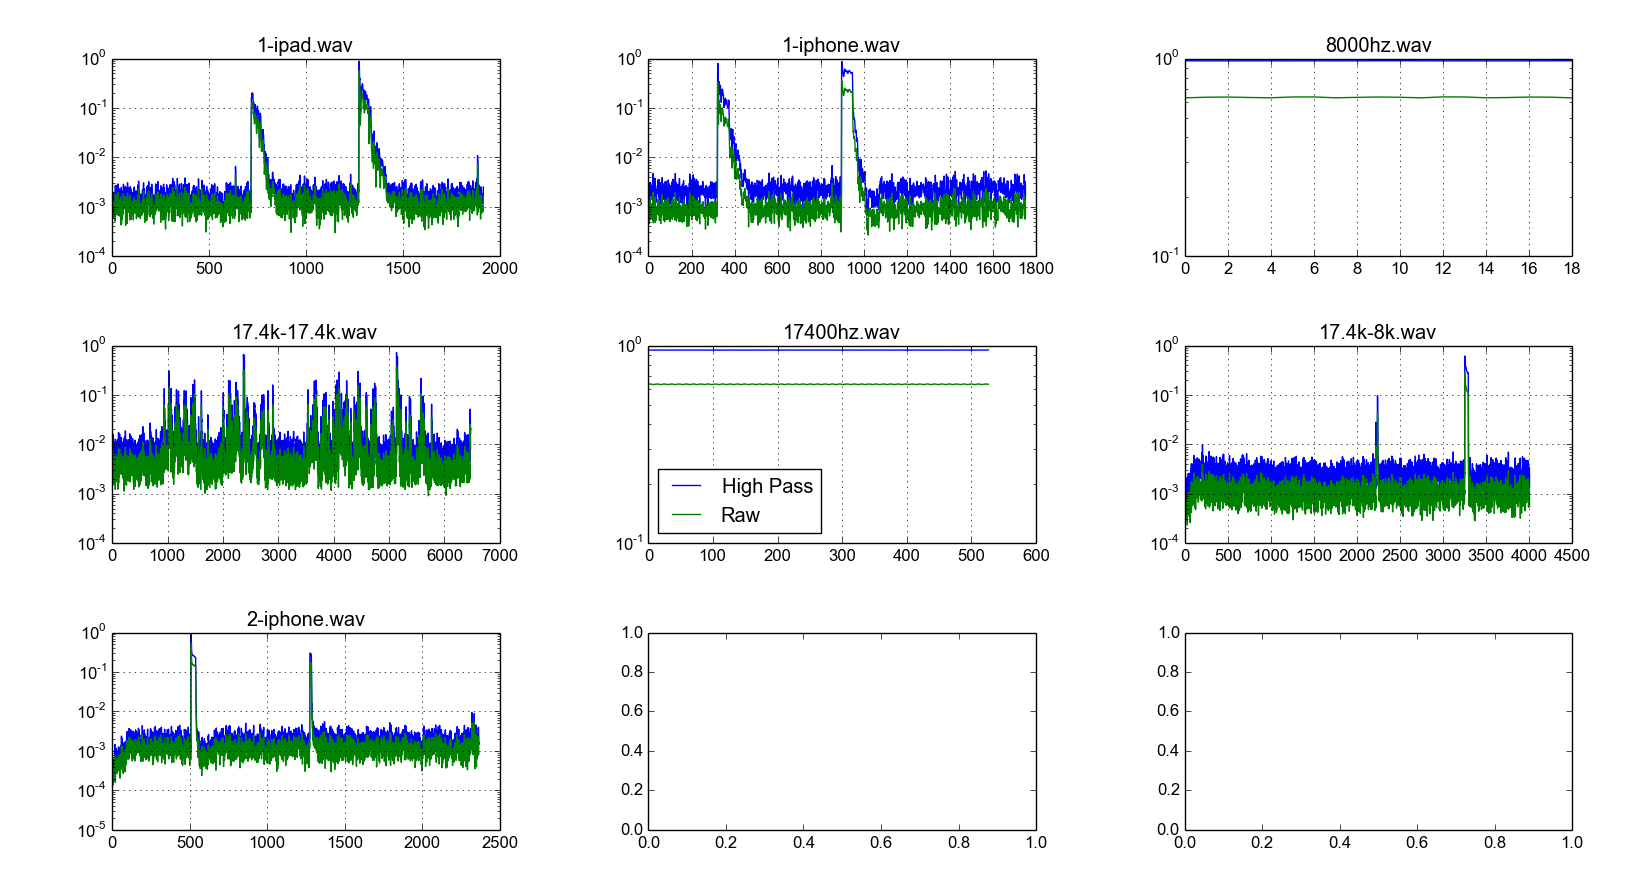 1-ipad.wav
10^0
10^-1
10^-2
10^-3
10^-4
0 500 1000 1500 2000
1-iphone.wav
10^0
10^-1
10^-2
10^-3
10^-4
0 200 400 600 800 1000 1200 1400 1600 1800
8000hz.wav
10^0
10^-1
0 2 4 6 8 10 12 14 16 18
17.4k-17.4k.wav
10^0
10^-1
10^-2
10^-3
10^-4
0 1000 2000 3000 4000 5000 6000 7000
17400hz.wav
10^0
High Pass
Raw
10^-1
0 100 200 300 400 500 600
17.4k-8k.wav
10^0
10^-1
10^-2
10^-3
10^-4
0 500 1000 1500 2000 2500 3000 3500 4000 4500
2-iphone.wav
10^0
10^-1
10^-2
10^-3
10^-4
10^-5
0 500 1000 1500 2000 2500
1.0
0.8
0.6
0.4
0.2
0.0
0.0 0.2 0.4 0.6 0.8 1.0
1.0
0.8
0.6
0.4
0.2
0.0
0.0 0.2 0.4 0.6 0.8 1.0